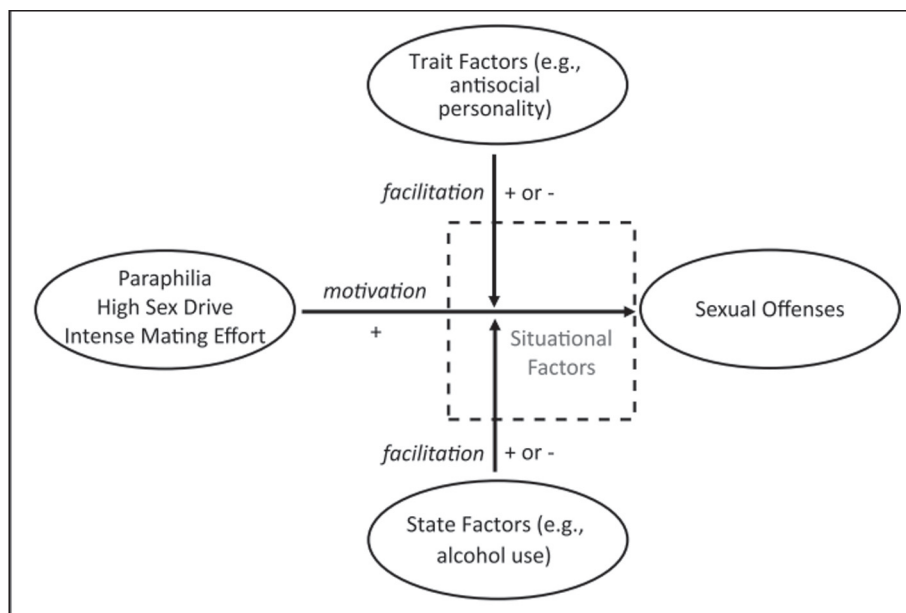 Trait Factors (e.g.,
antisocial
personality)
facilitation + or -
Paraphilia
High Sex Drive
Intense Mating Effort
motivation
+
Situational
Factors
Sexual Offenses
facilitation + or -
State Factors (e.g.,
alcohol use)